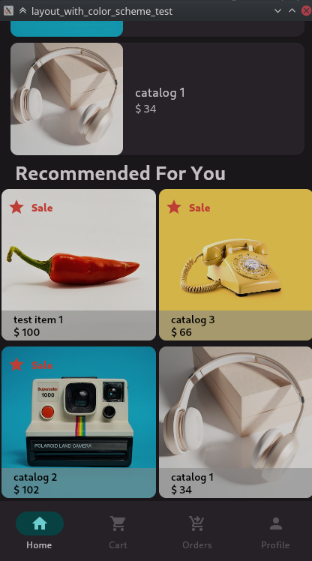 layout_with_color_scheme_test
catalog 1
$ 34
Recommended For You
Sale
Sale
test item 1
$ 100
catalog 3
$ 66
Sale
Supercolor
1000
POLAROID LAND CAMERA
catalog 2
$ 102
catalog 1
$ 34
Home
Cart
Orders
Profile